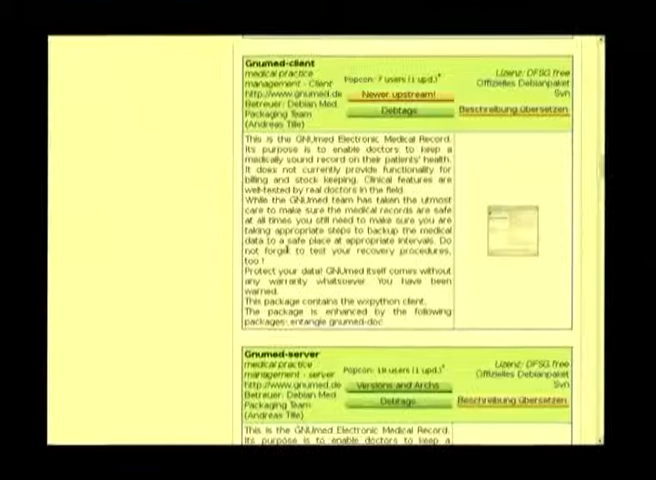 Gnumed-client
medical practice
management - Client
http://www.gnumed.de
Betreuer: Debian Med
Packaging Team
(Andreas Tille)
Popcon: 7 users (1 upd.)*
Newer upstream!
Debtags
Lizenz: DFSG free
Offizielles Debianpaket
Svn
Beschreibung übersetzen
This is the GNUmed Electronic Medical Record.
Its purpose is to enable doctors to keep a
medically sound record on their patients' health.
It does not currently provide functionality for
billing and stock keeping. Clinical features are
well-tested by real doctors in the field.
While the GNUmed team has taken the utmost
care to make sure the medical records are safe
at all times you still need to make sure you are
taking appropriate steps to backup the medical
data to a safe place at appropriate intervals. Do
not forget to test your recovery procedures,
too !
Protect your data! GNUmed itself comes without
any warranty whatsoever. You have been
warned.
This package contains the wxpython client.
The package is enhanced by the following
packages: entangle gnumed-doc
Gnumed-server
medical practice
management - server
http://www.gnumed.de
Betreuer: Debian Med
Packaging Team
(Andreas Tille)
Popcon: 18 users (1 upd.)*
Versions and Archs
Debtags
Lizenz: DFSG free
Offizielles Debianpaket
Svn
Beschreibung übersetzen
This is the GNUmed Electronic Medical Record.
Its purpose is to enable doctors to keep a